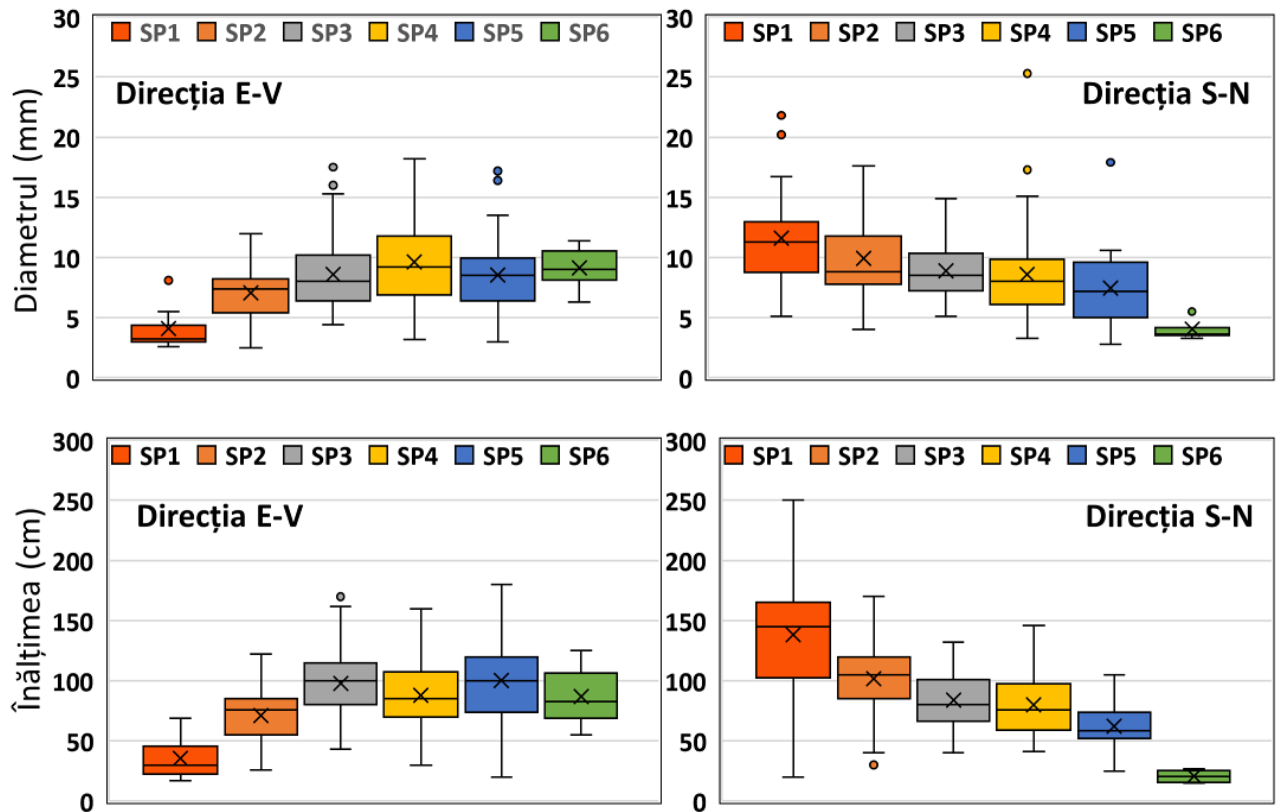 Diametrul (mm)
30
25
20
15
10
5
0
SP1 SP2 SP3 SP4 SP5 SP6
Direcția E-V
30
25
20
15
10
5
0
SP1 SP2 SP3 SP4 SP5 SP6
Direcția S-N
Înălțimea (cm)
300
250
200
150
100
50
0
SP1 SP2 SP3 SP4 SP5 SP6
Direcția E-V
300
250
200
150
100
50
0
SP1 SP2 SP3 SP4 SP5 SP6
Direcția S-N